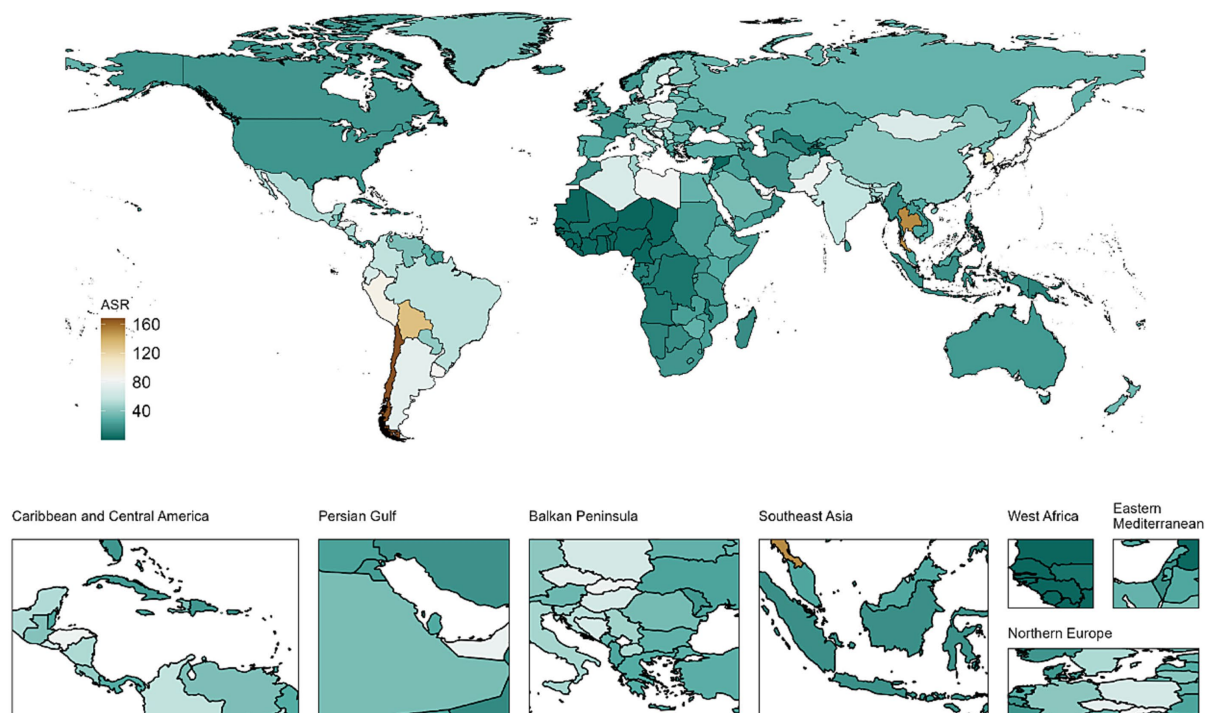 ASR
160
120
80
40
Caribbean and Central America
Persian Gulf
Balkan Peninsula
Southeast Asia
West Africa
Eastern
Mediterranean
Northern Europe